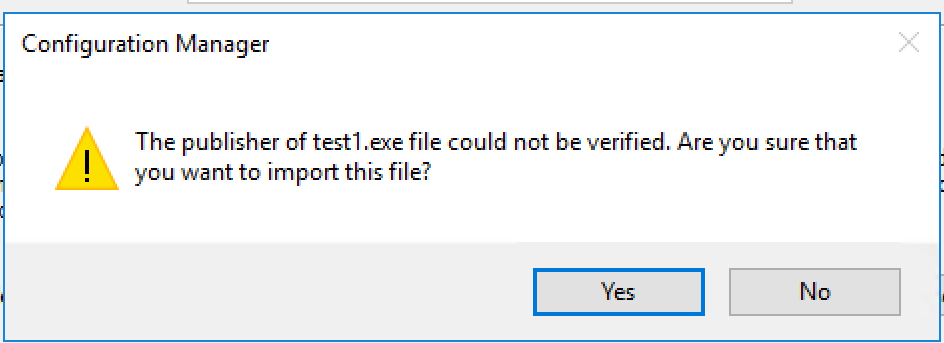 Configuration Manager
The publisher of test1.exe file could not be verified. Are you sure that
you want to import this file?
Yes
No